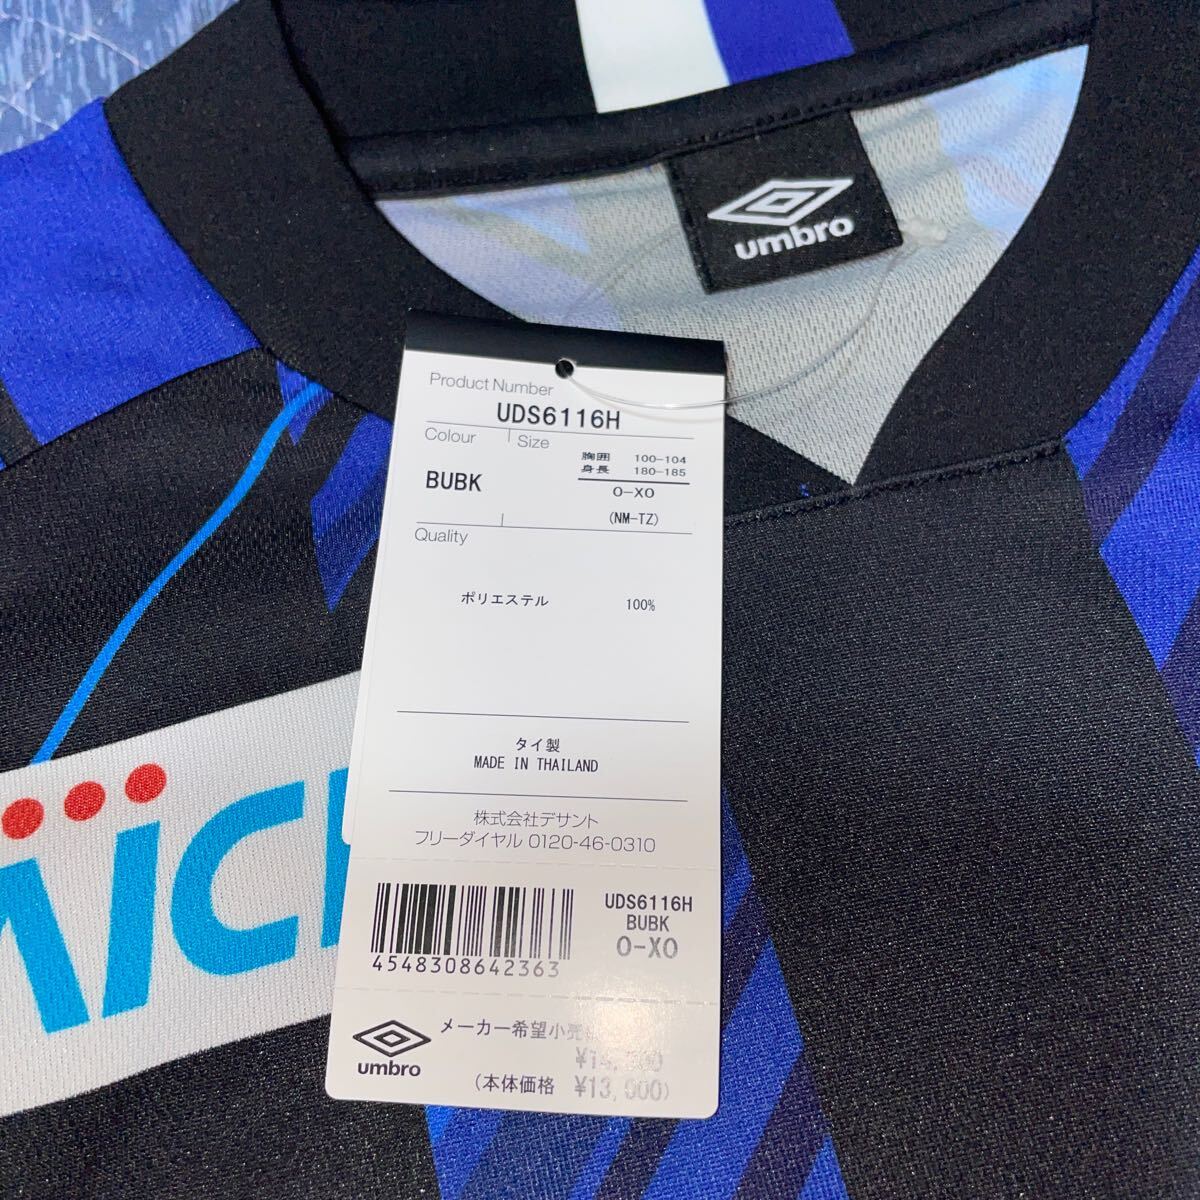 umbro
Product Number
UDS6116H
Colour
Size
BUBK
胸囲 100-104
身長 180-185
O-XO
(NM-TZ)
Quality
ポリエステル 100%
タイ製
MADE IN THAILAND
株式会社デサント
フリーダイヤル 0120-46-0310
4548308642363
UDS6116H
BUBK
O-XO
umbro
メーカー希望小売
(本体価格 ¥13,000)